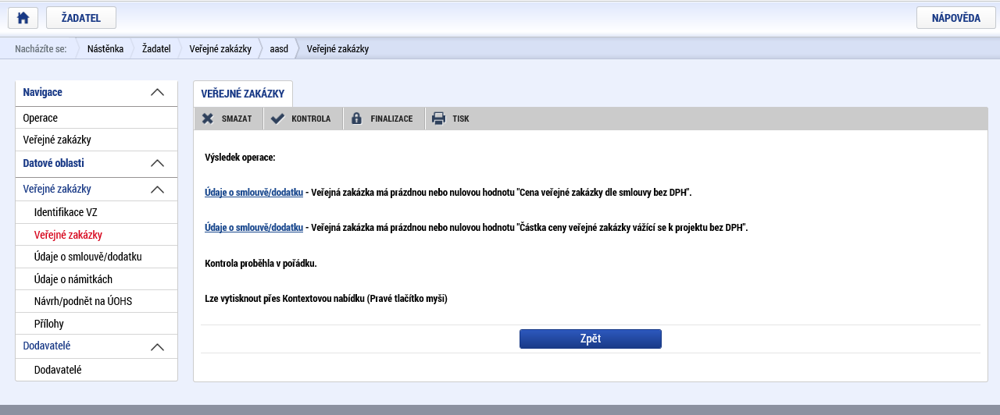 ŽADATEL
NÁPOVĚDA
Nacházíte se:
Nástěnka
Žadatel
Veřejné zakázky
aasd
Veřejné zakázky
Navigace
Operace
Veřejné zakázky
Datové oblasti
Veřejné zakázky
Identifikace VZ
Veřejné zakázky
Údaje o smlouvě/dodatku
Údaje o námitkách
Návrh/podnět na ÚOHS
Přílohy
Dodavatelé
Dodavatelé
VEŘEJNÉ ZAKÁZKY
SMAZAT
KONTROLA
FINALIZACE
TISK
Výsledek operace:
Údaje o smlouvě/dodatku - Veřejná zakázka má prázdnou nebo nulovou hodnotu "Cena veřejné zakázky dle smlouvy bez DPH".
Údaje o smlouvě/dodatku - Veřejná zakázka má prázdnou nebo nulovou hodnotu "Částka ceny veřejné zakázky vážící se k projektu bez DPH".
Kontrola proběhla v pořádku.
Lze vytisknout přes Kontextovou nabídku (Pravé tlačítko myši)
Zpět